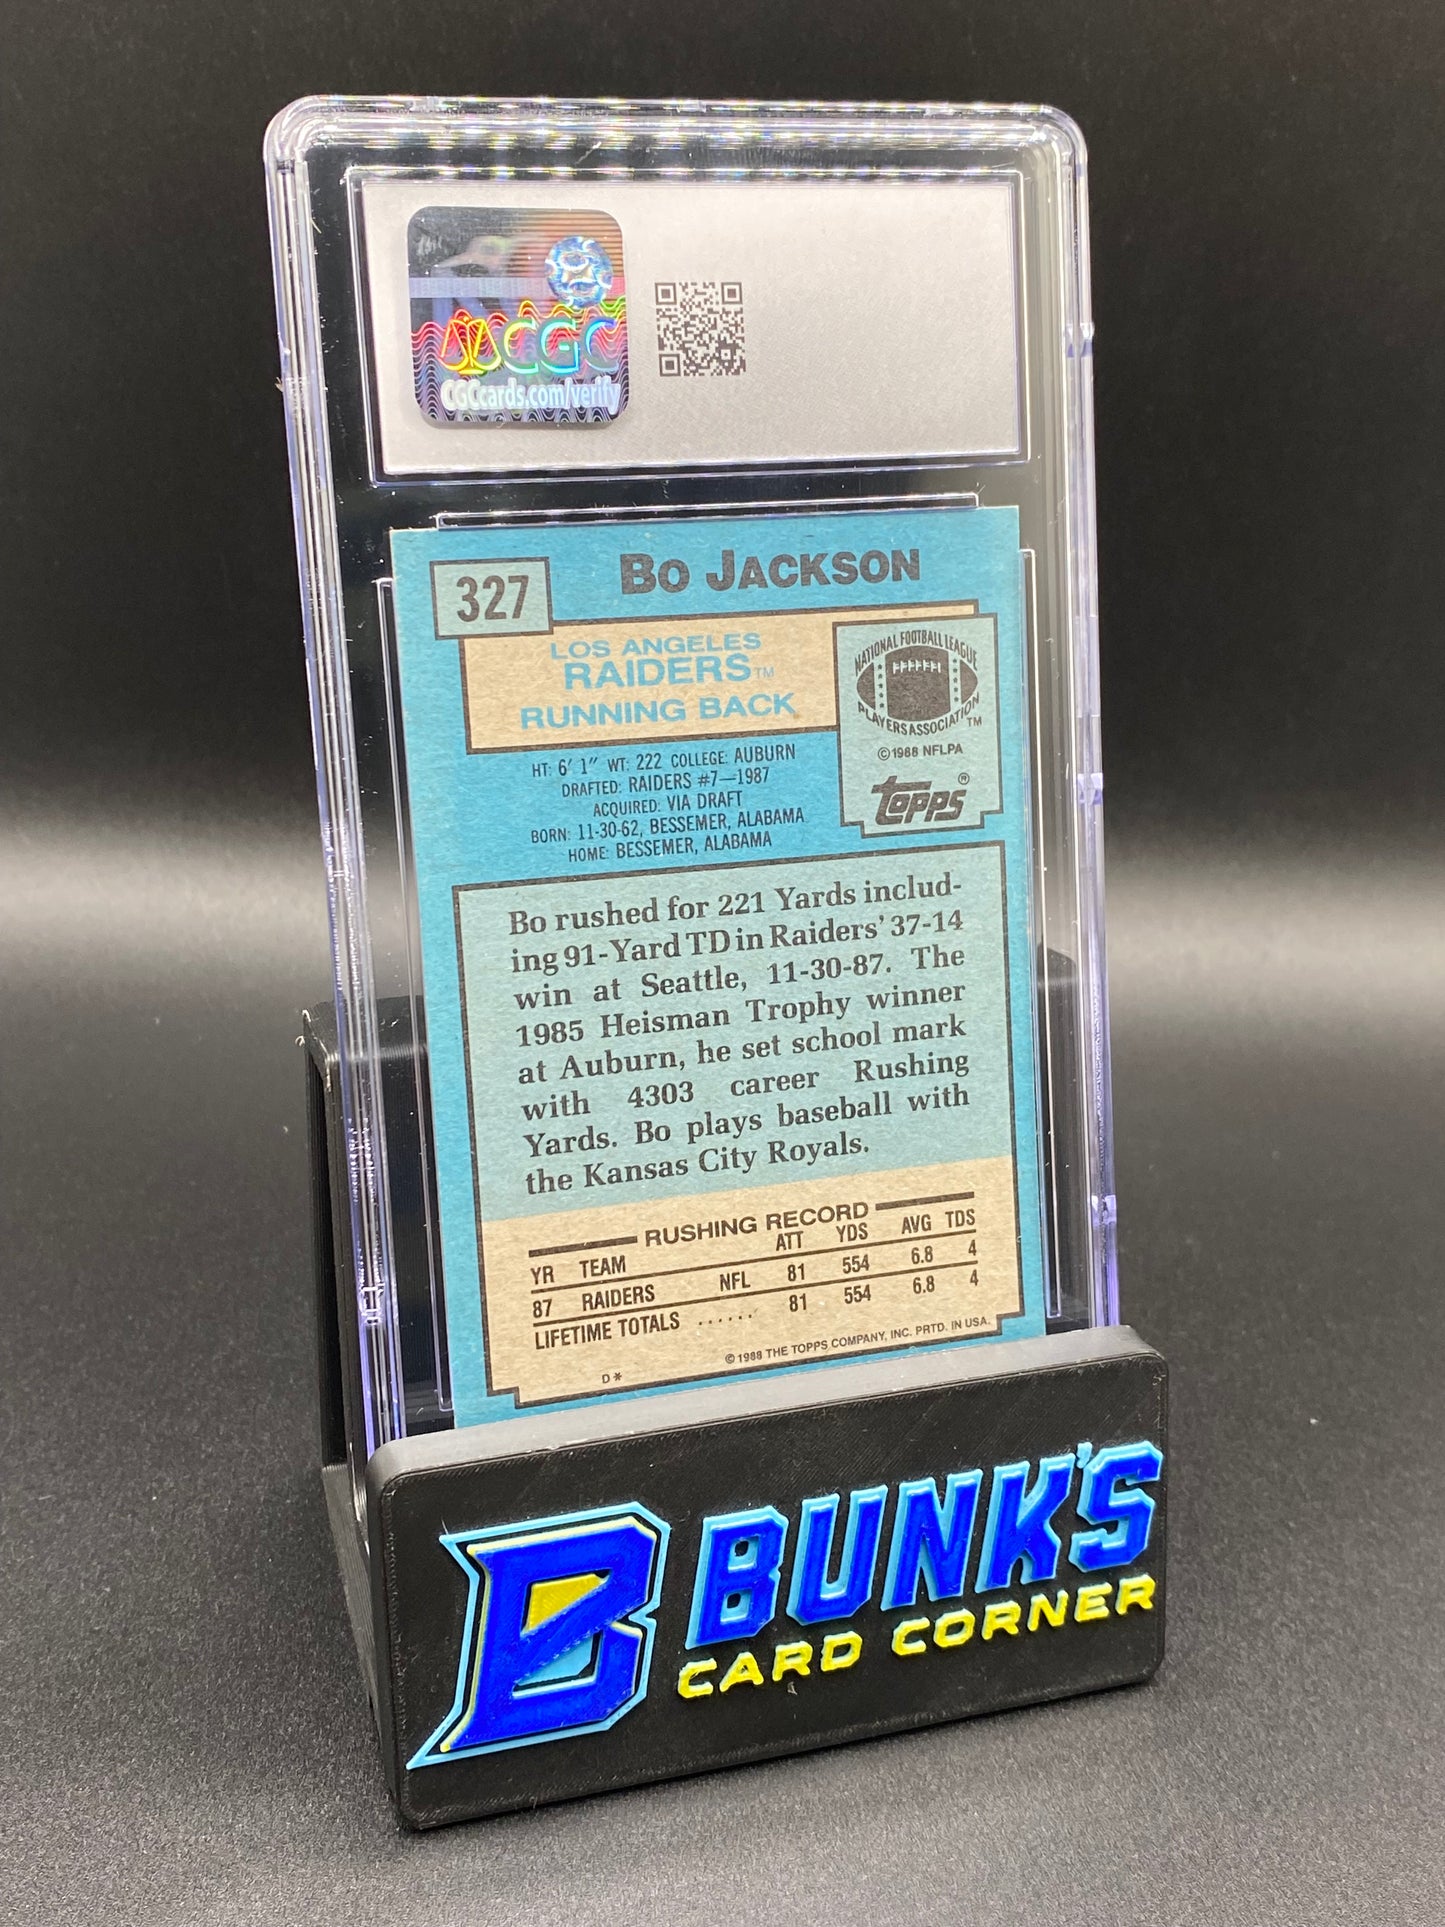 CGC
CGCcards.com/verify
327
BO JACKSON
LOS ANGELES
RAIDERS™
RUNNING BACK
NATIONAL FOOTBALL LEAGUE
PLAYERS ASSOCIATION™
©1988 NFLPA
Topps®
HT: 6' 1" WT: 222 COLLEGE: AUBURN
DRAFTED: RAIDERS #7—1987
ACQUIRED: VIA DRAFT
BORN: 11-30-62, BESSEMER, ALABAMA
HOME: BESSEMER, ALABAMA
Bo rushed for 221 Yards includ-
ing 91-Yard TD in Raiders' 37-14
win at Seattle, 11-30-87. The
1985 Heisman Trophy winner
at Auburn, he set school mark
with 4303 career Rushing
Yards. Bo plays baseball with
the Kansas City Royals.
RUSHING RECORD
YR TEAM ATT YDS AVG TDS
87 RAIDERS NFL 81 554 6.8 4
LIFETIME TOTALS ...... 81 554 6.8 4
©1988 THE TOPPS COMPANY, INC. PRTD. IN USA.
D*
B
BUNK'S
CARD CORNER